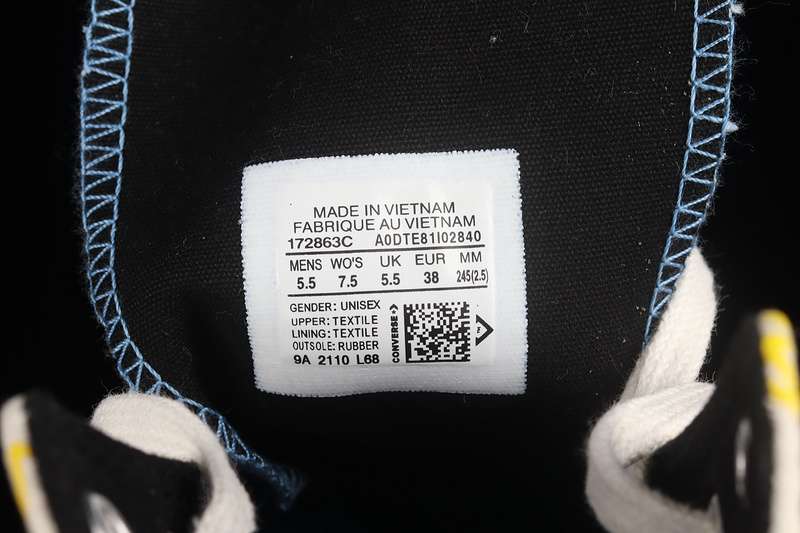 MADE IN VIETNAM
FABRIQUE AU VIETNAM
172863C A0DTE81I02840
MENS WO'S UK EUR MM
5.5 7.5 5.5 38 245(2.5)
GENDER: UNISEX
UPPER: TEXTILE
LINING: TEXTILE
OUTSOLE: RUBBER
9A 2110 L68
CONVERSE